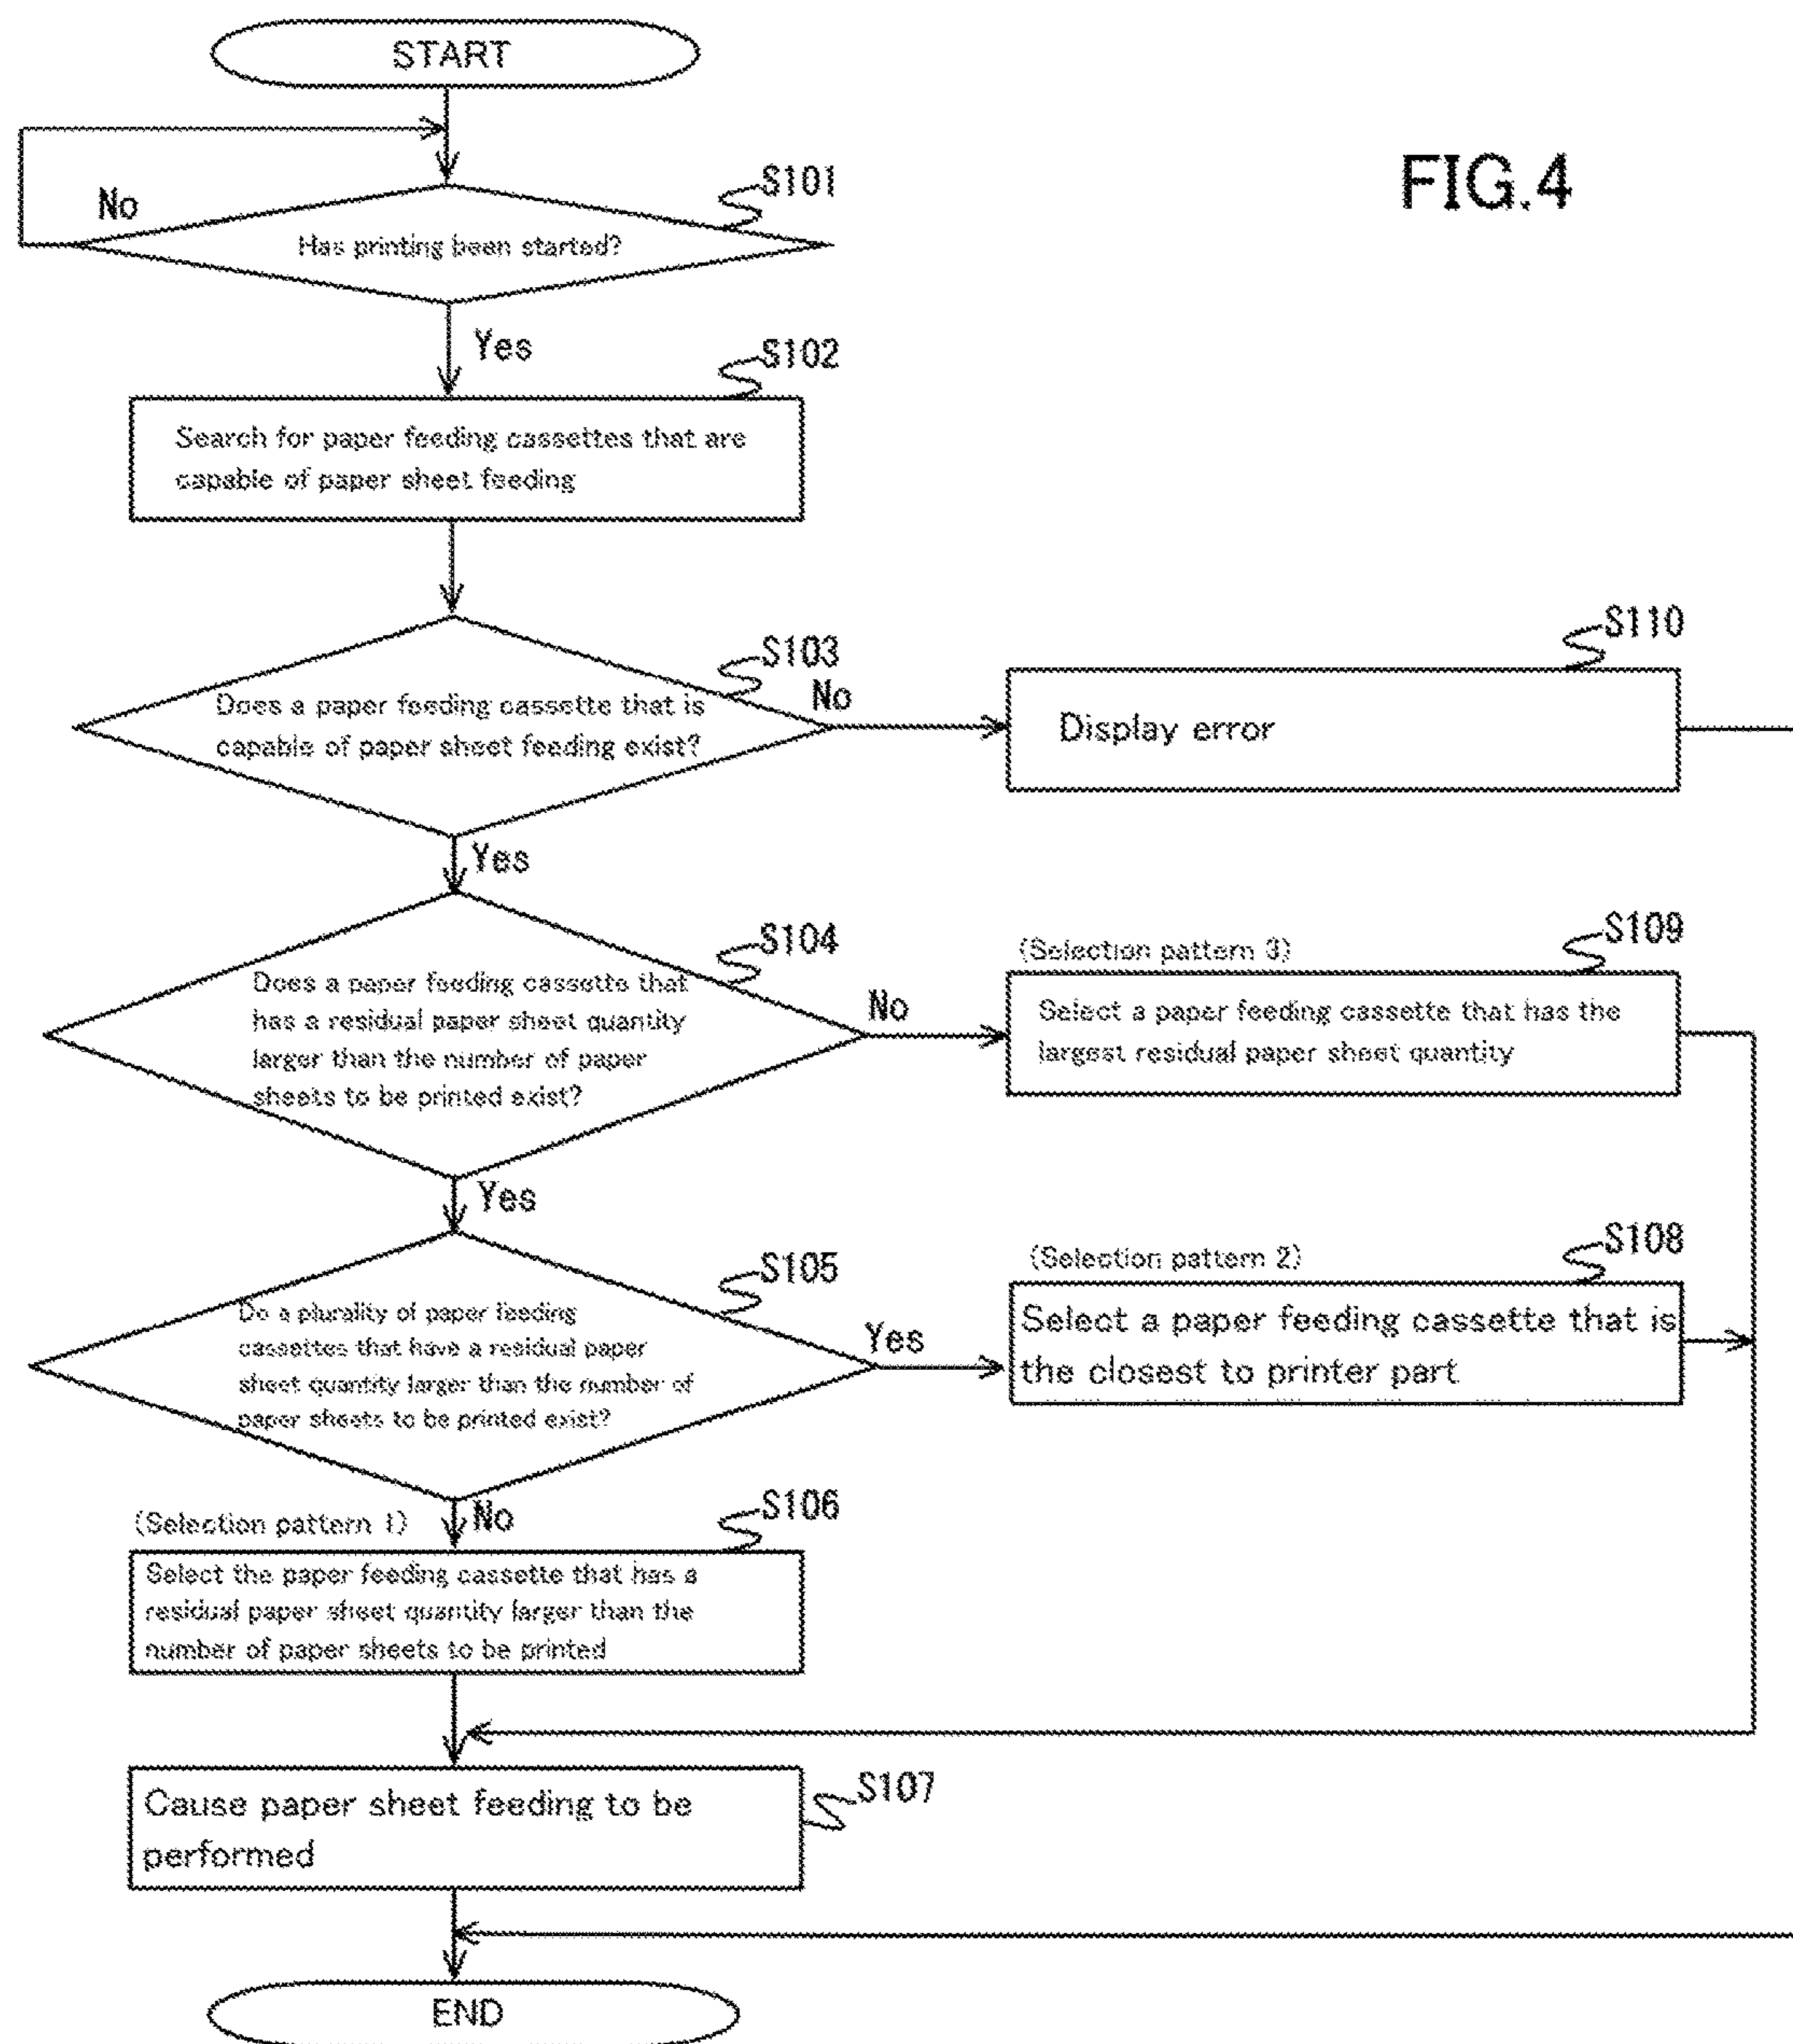 START
FIG.4
S101
No
Has printing been started?
Yes
S102
Search for paper feeding cassettes that are
capable of paper sheet feeding
S103
No
Does a paper feeding cassette that is
capable of paper sheet feeding exist?
S110
Display error
Yes
S104
Does a paper feeding cassette that
has a residual paper sheet quantity
larger than the number of paper
sheets to be printed exist?
No
(Selection pattern 3)
S109
Select a paper feeding cassette that has the
largest residual paper sheet quantity
Yes
S105
Do a plurality of paper feeding
cassettes that have a residual paper
sheet quantity larger than the number of
paper sheets to be printed exist?
Yes
(Selection pattern 2)
S108
Select a paper feeding cassette that is
the closest to printer part
No
(Selection pattern 1)
S106
Select the paper feeding cassette that has a
residual paper sheet quantity larger than the
number of paper sheets to be printed
S107
Cause paper sheet feeding to be
performed
END